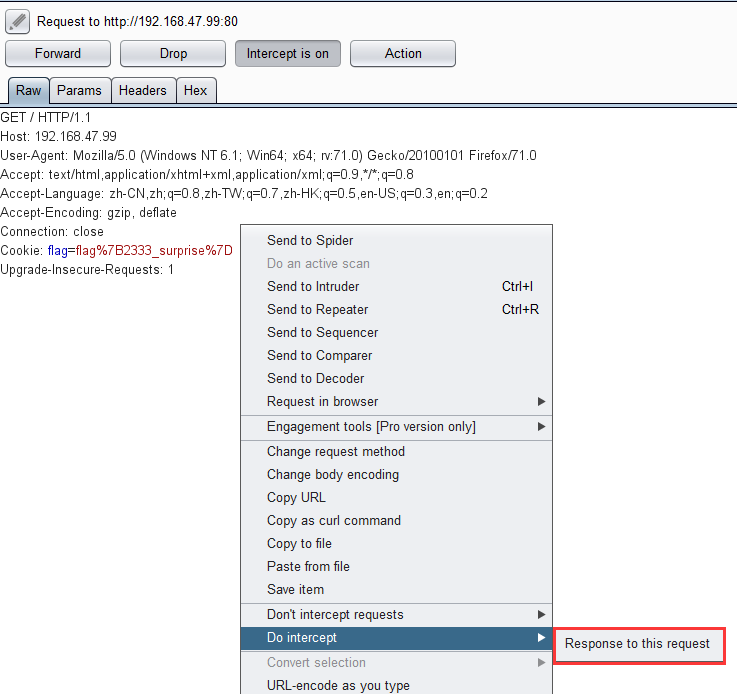 Request to http://192.168.47.99:80
Forward Drop Intercept is on Action
Raw Params Headers Hex
GET / HTTP/1.1
Host: 192.168.47.99
User-Agent: Mozilla/5.0 (Windows NT 6.1; Win64; x64; rv:71.0) Gecko/20100101 Firefox/71.0
Accept: text/html,application/xhtml+xml,application/xml;q=0.9,*/*;q=0.8
Accept-Language: zh-CN,zh;q=0.8,zh-TW;q=0.7,zh-HK;q=0.5,en-US;q=0.3,en;q=0.2
Accept-Encoding: gzip, deflate
Connection: close
Cookie: flag=flag%7B2333_surprise%7D
Upgrade-Insecure-Requests: 1
Send to Spider
Do an active scan
Send to Intruder Ctrl+I
Send to Repeater Ctrl+R
Send to Sequencer
Send to Comparer
Send to Decoder
Request in browser
Engagement tools [Pro version only]
Change request method
Change body encoding
Copy URL
Copy as curl command
Copy to file
Paste from file
Save item
Don't intercept requests
Do intercept
Response to this request
Convert selection
URL-encode as you type